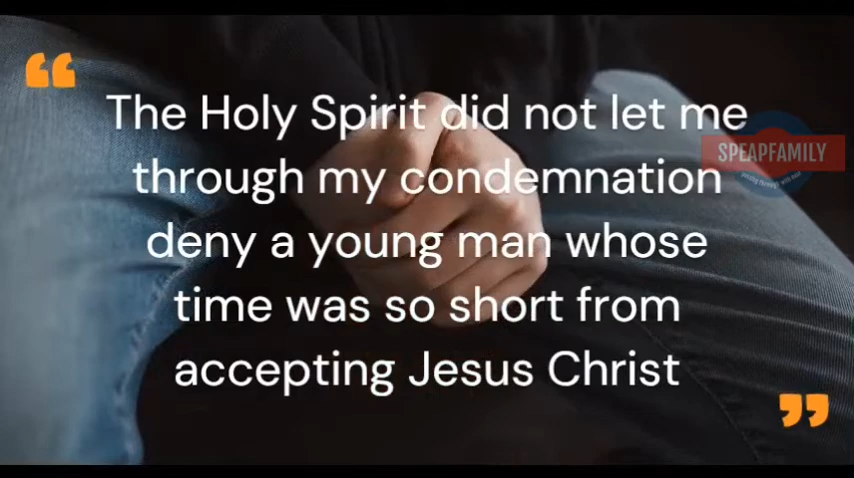 The Holy Spirit did not let me
SPEAPFAMILY
through my condemnation
deny a young man whose
time was so short from
accepting Jesus Christ